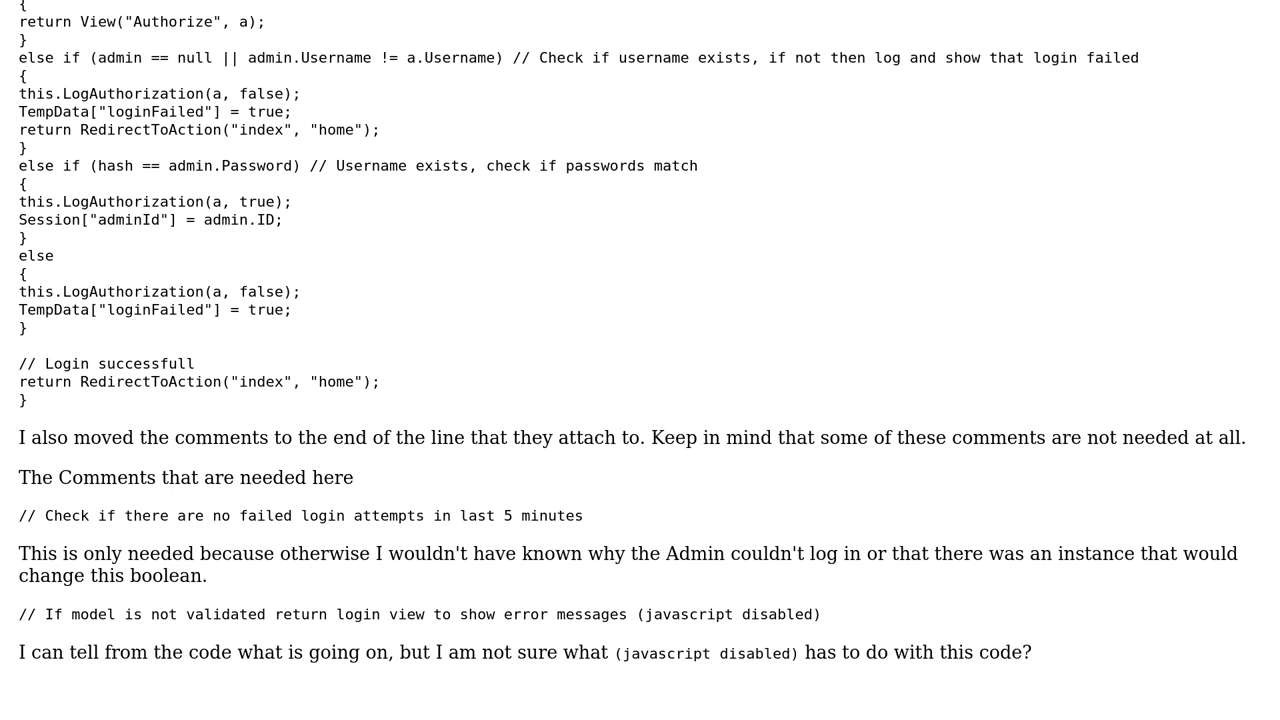 {
return View("Authorize", a);
}
else if (admin == null || admin.Username != a.Username) // Check if username exists, if not then log and show that login failed
{
this.LogAuthorization(a, false);
TempData["loginFailed"] = true;
return RedirectToAction("index", "home");
}
else if (hash == admin.Password) // Username exists, check if passwords match
{
this.LogAuthorization(a, true);
Session["adminId"] = admin.ID;
}
else
{
this.LogAuthorization(a, false);
TempData["loginFailed"] = true;
}

// Login successfull
return RedirectToAction("index", "home");
}
I also moved the comments to the end of the line that they attach to. Keep in mind that some of these comments are not needed at all.
The Comments that are needed here
// Check if there are no failed login attempts in last 5 minutes
This is only needed because otherwise I wouldn't have known why the Admin couldn't log in or that there was an instance that would
change this boolean.
// If model is not validated return login view to show error messages (javascript disabled)
I can tell from the code what is going on, but I am not sure what (javascript disabled) has to do with this code?